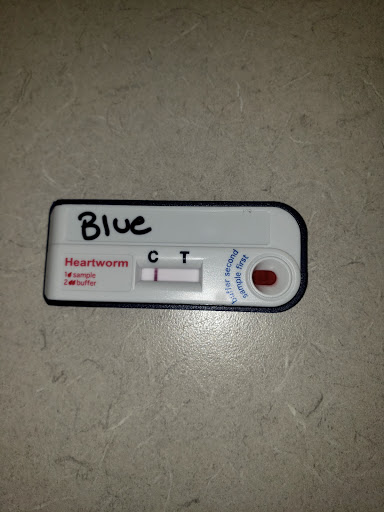 Blue
C T
Heartworm
1 sample
2 buffer
buffer second
sample first